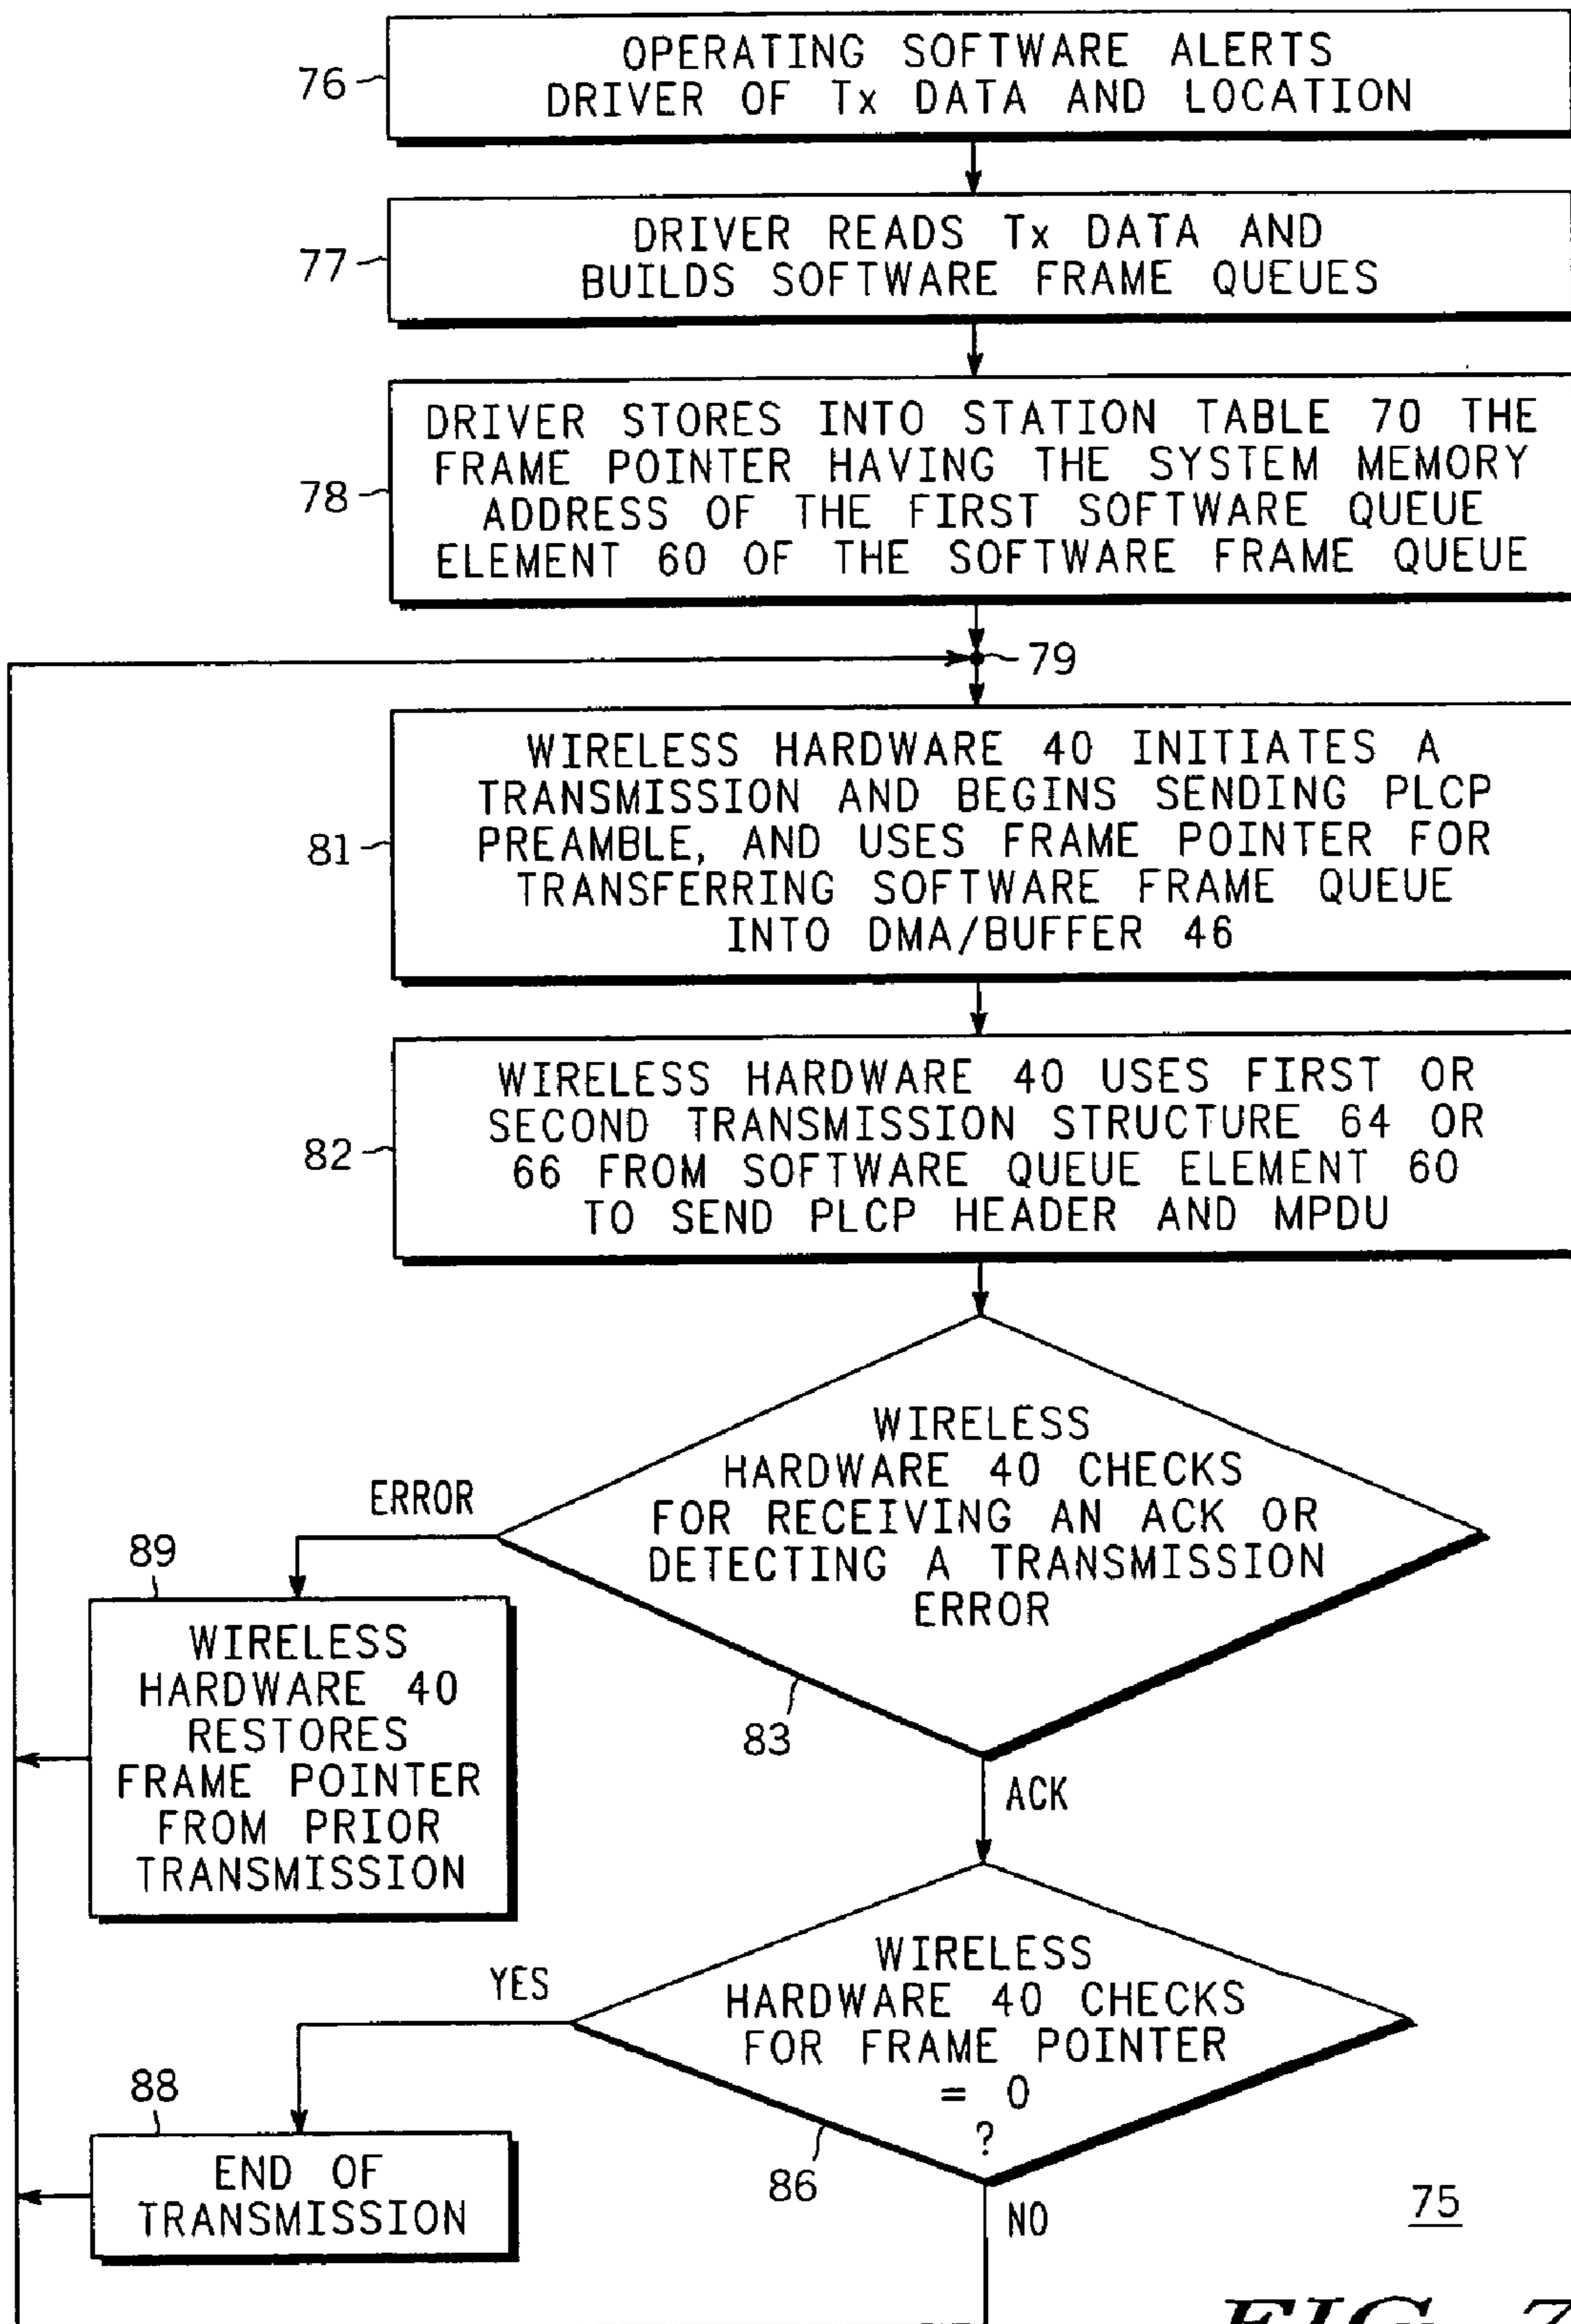 76
OPERATING SOFTWARE ALERTS
DRIVER OF Tx DATA AND LOCATION
77
DRIVER READS Tx DATA AND
BUILDS SOFTWARE FRAME QUEUES
78
DRIVER STORES INTO STATION TABLE 70 THE
FRAME POINTER HAVING THE SYSTEM MEMORY
ADDRESS OF THE FIRST SOFTWARE QUEUE
ELEMENT 60 OF THE SOFTWARE FRAME QUEUE
79
81
WIRELESS HARDWARE 40 INITIATES A
TRANSMISSION AND BEGINS SENDING PLCP
PREAMBLE, AND USES FRAME POINTER FOR
TRANSFERRING SOFTWARE FRAME QUEUE
INTO DMA/BUFFER 46
82
WIRELESS HARDWARE 40 USES FIRST OR
SECOND TRANSMISSION STRUCTURE 64 OR
66 FROM SOFTWARE QUEUE ELEMENT 60
TO SEND PLCP HEADER AND MPDU
WIRELESS
HARDWARE 40 CHECKS
FOR RECEIVING AN ACK OR
DETECTING A TRANSMISSION
ERROR
83
ERROR
89
WIRELESS
HARDWARE 40
RESTORES
FRAME POINTER
FROM PRIOR
TRANSMISSION
ACK
WIRELESS
HARDWARE 40 CHECKS
FOR FRAME POINTER
= 0
?
86
YES
88
END OF
TRANSMISSION
NO
75
FIG. 7